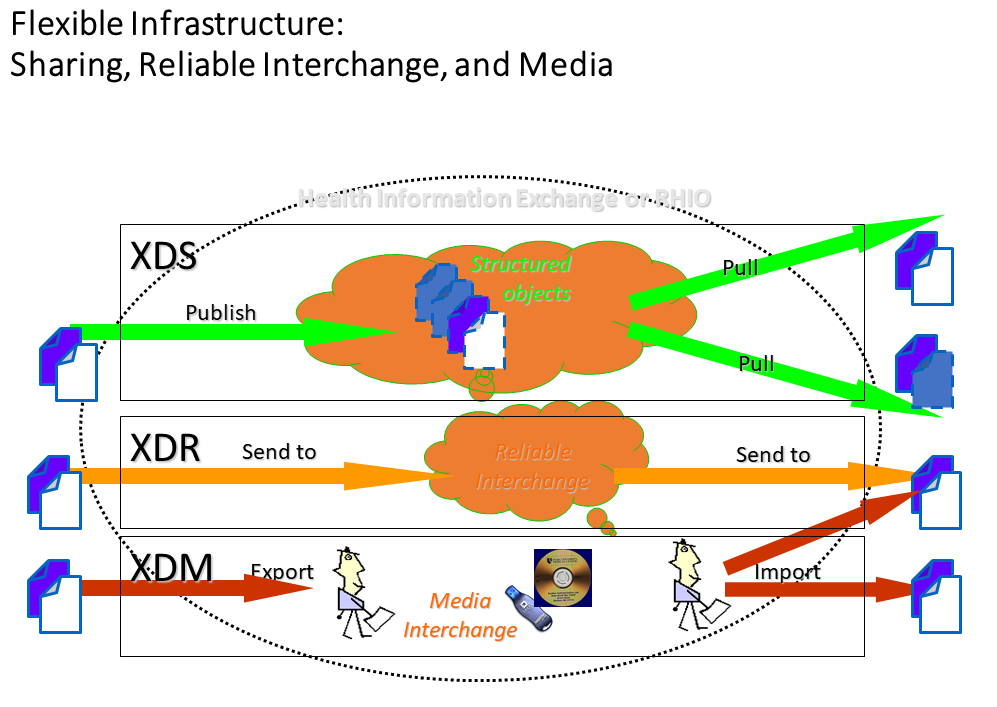 Flexible Infrastructure:
Sharing, Reliable Interchange, and Media
Health Information Exchange or RHIO
XDS
Structured
objects
Publish
Pull
Pull
XDR
Send to
Reliable
Interchange
Send to
XDM
Export
Media
Interchange
Import